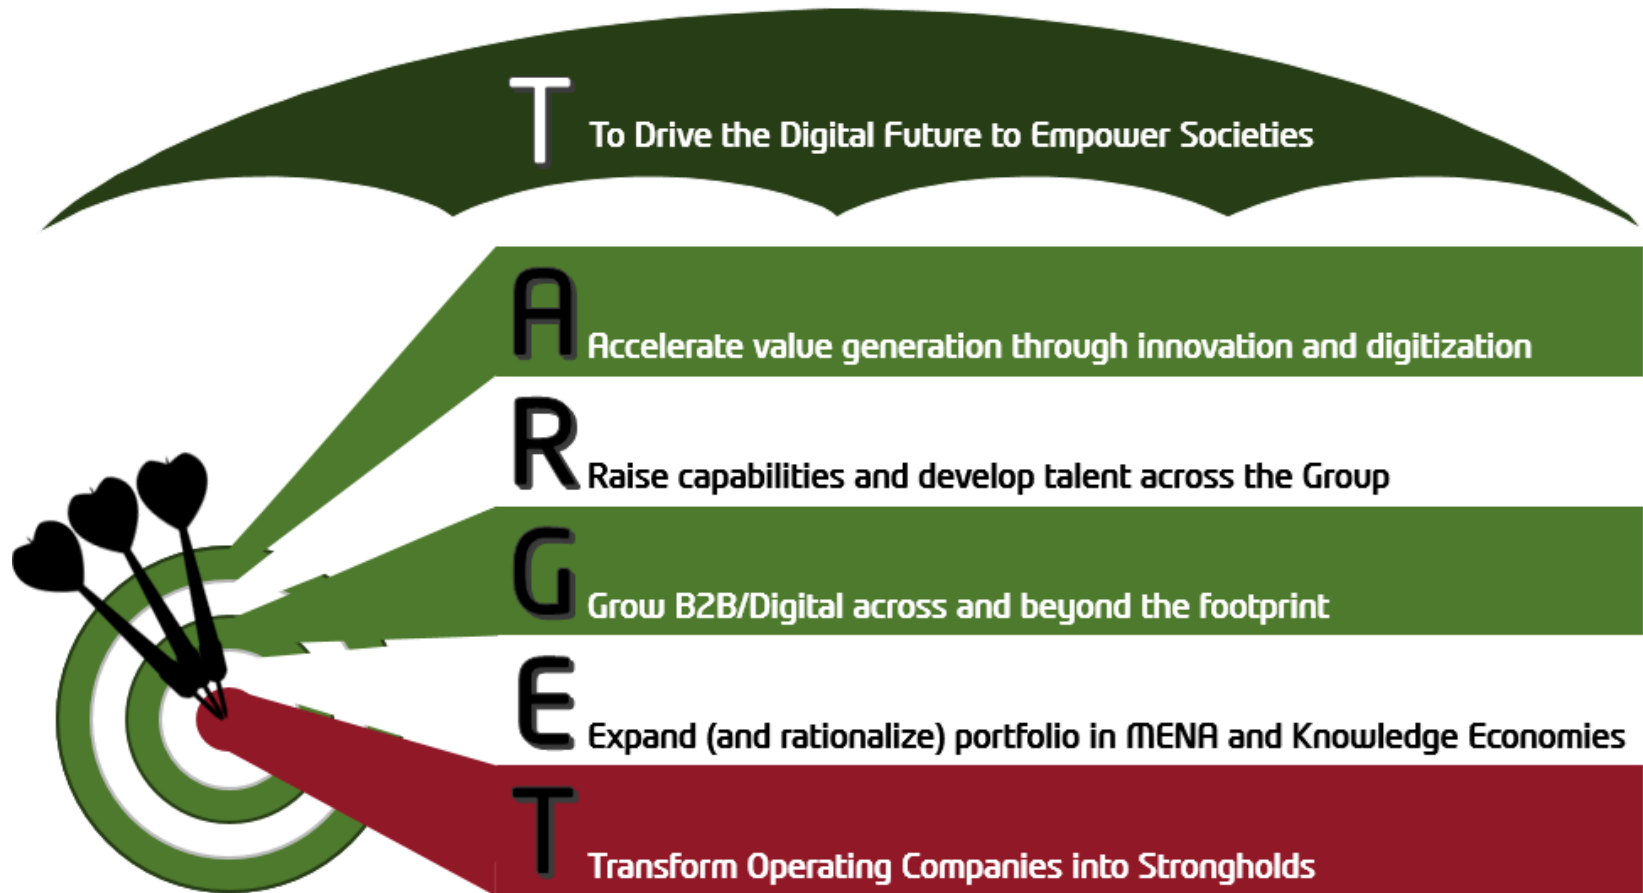 T To Drive the Digital Future to Empower Societies
A Accelerate value generation through innovation and digitization
R Raise capabilities and develop talent across the Group
G Grow B2B/Digital across and beyond the footprint
E Expand (and rationalize) portfolio in MENA and Knowledge Economies
T Transform Operating Companies into Strongholds